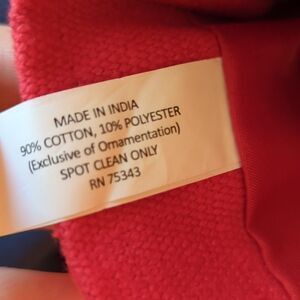 MADE IN INDIA
90% COTTON, 10% POLYESTER
(Exclusive of Ornamentation)
SPOT CLEAN ONLY
RN 75343